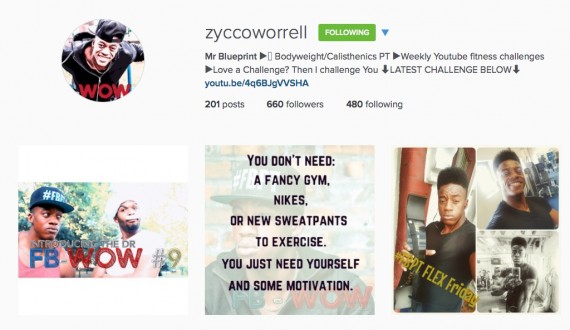 zyccoworrell
FOLLOWING
WOW
Mr Blueprint ▶ Bodyweight/Calisthenics PT ▶Weekly Youtube fitness challenges
▶Love a Challenge? Then I challenge You ⬇LATEST CHALLENGE BELOW⬇
youtu.be/4q6BJgVVSHA
201 posts 660 followers 480 following
INTRODUCING THE DR
FB-WOW #9
YOU DON'T NEED:
A FANCY GYM,
NIKES,
OR NEW SWEATPANTS
TO EXERCISE.
YOU JUST NEED YOURSELF
AND SOME MOTIVATION.
FB-WOW
FLEX Friday